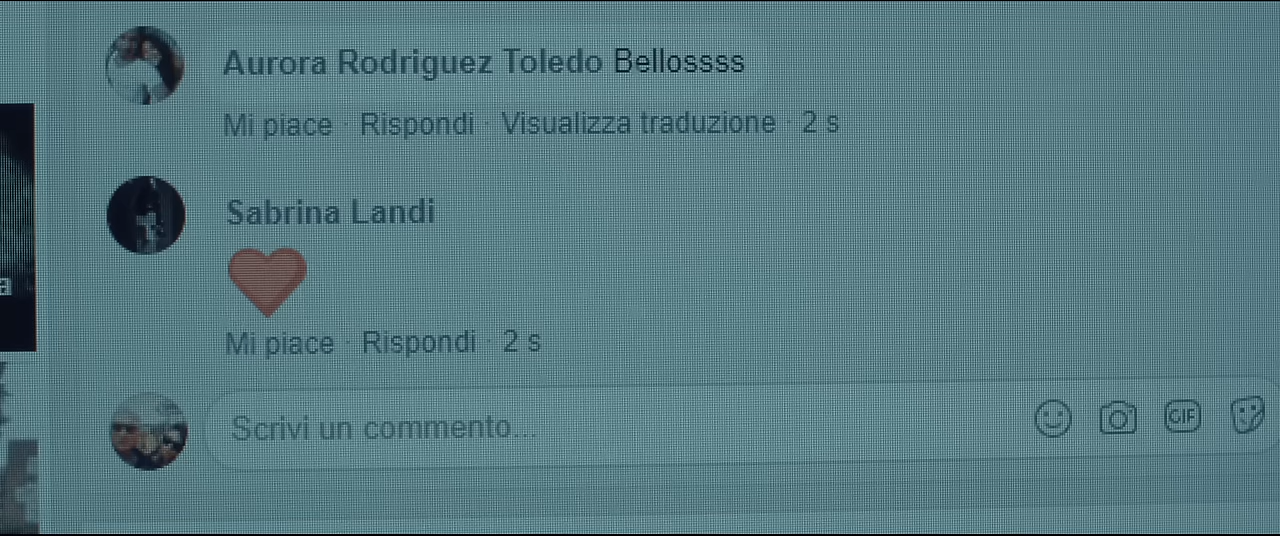 Aurora Rodriguez Toledo Bellossss
Mi piace · Rispondi · Visualizza traduzione · 2 s
Sabrina Landi
Mi piace · Rispondi · 2 s
Scrivi un commento...
GIF
a